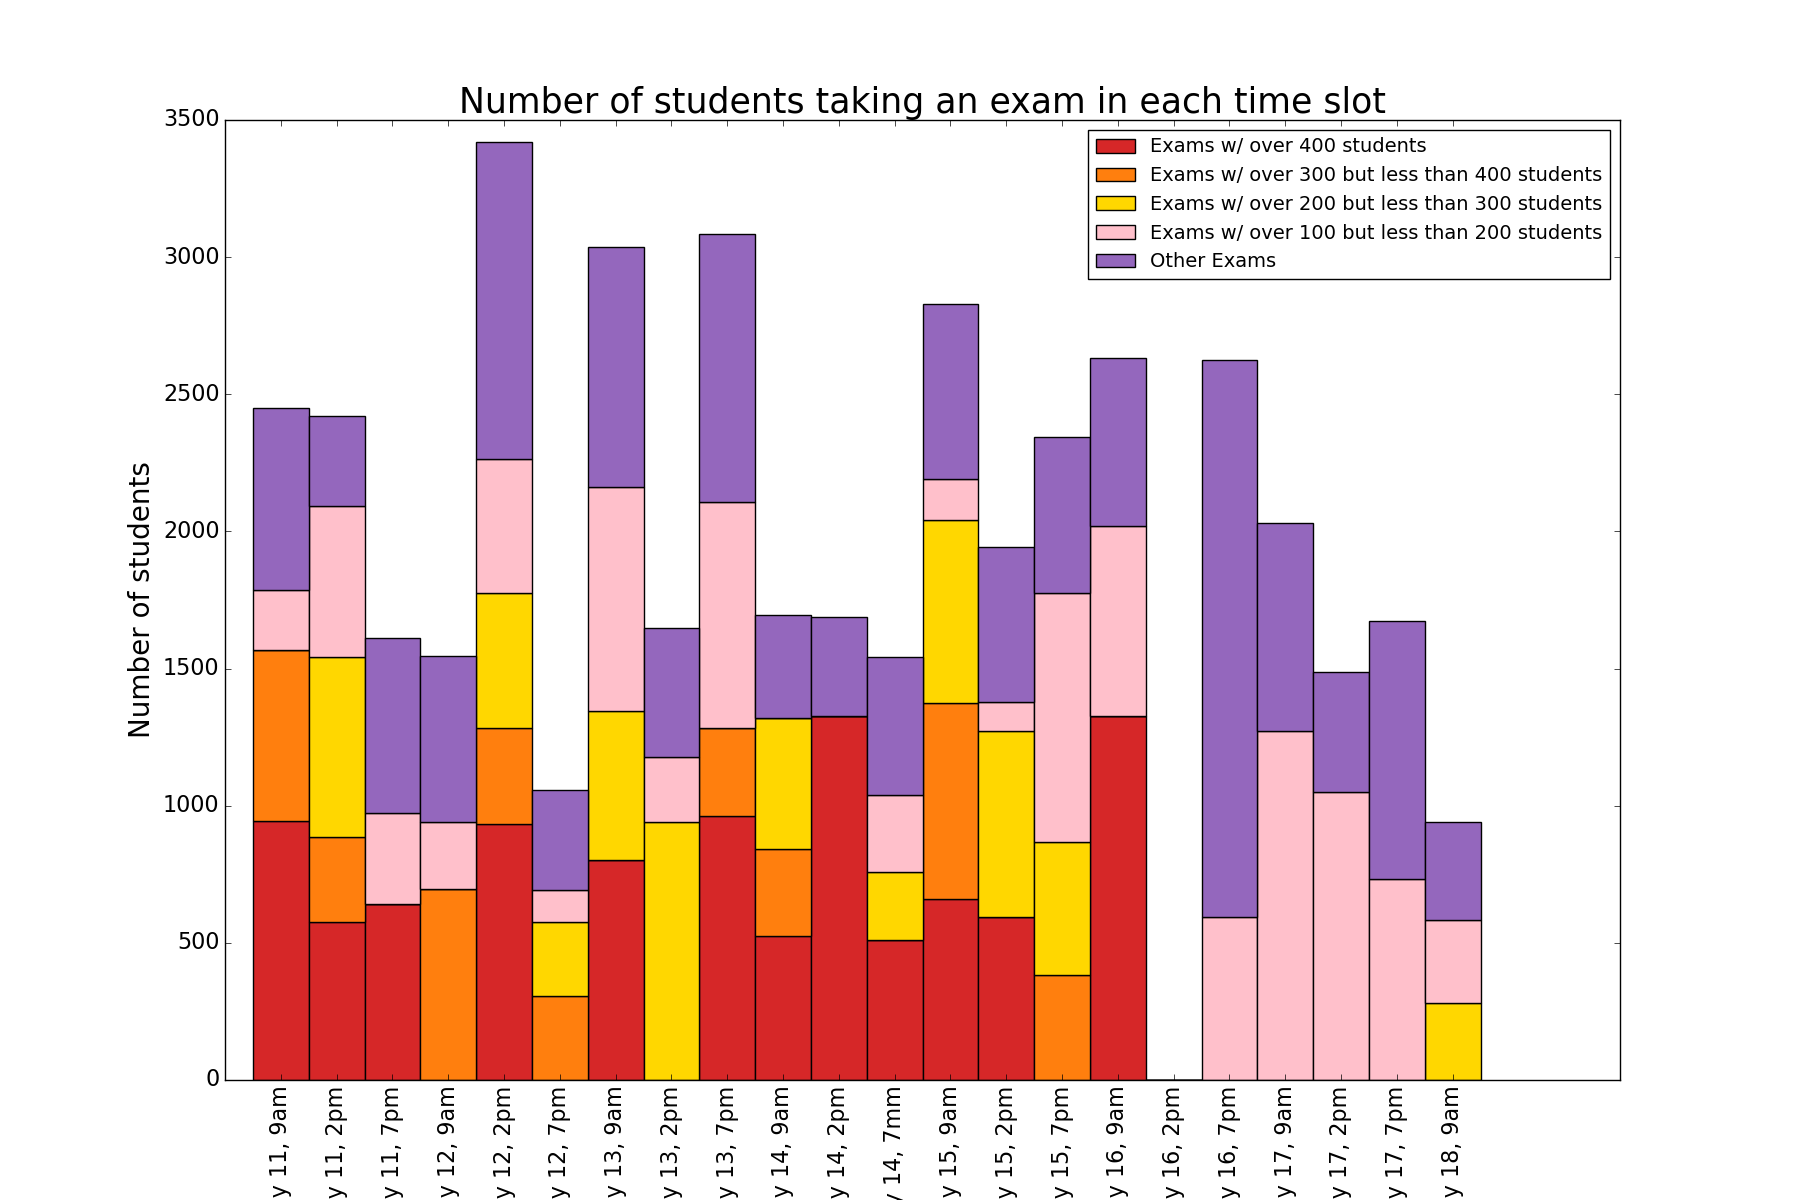 Number of students taking an exam in each time slot
3500
3000
2500
2000
1500
1000
500
0
Number of students
Exams w/ over 400 students
Exams w/ over 300 but less than 400 students
Exams w/ over 200 but less than 300 students
Exams w/ over 100 but less than 200 students
Other Exams
y 11, 9am
y 11, 2pm
y 11, 7pm
y 12, 9am
y 12, 2pm
y 12, 7pm
y 13, 9am
y 13, 2pm
y 13, 7pm
y 14, 9am
y 14, 2pm
y 14, 7mm
y 15, 9am
y 15, 2pm
y 15, 7pm
y 16, 9am
y 16, 2pm
y 16, 7pm
y 17, 9am
y 17, 2pm
y 17, 7pm
y 18, 9am